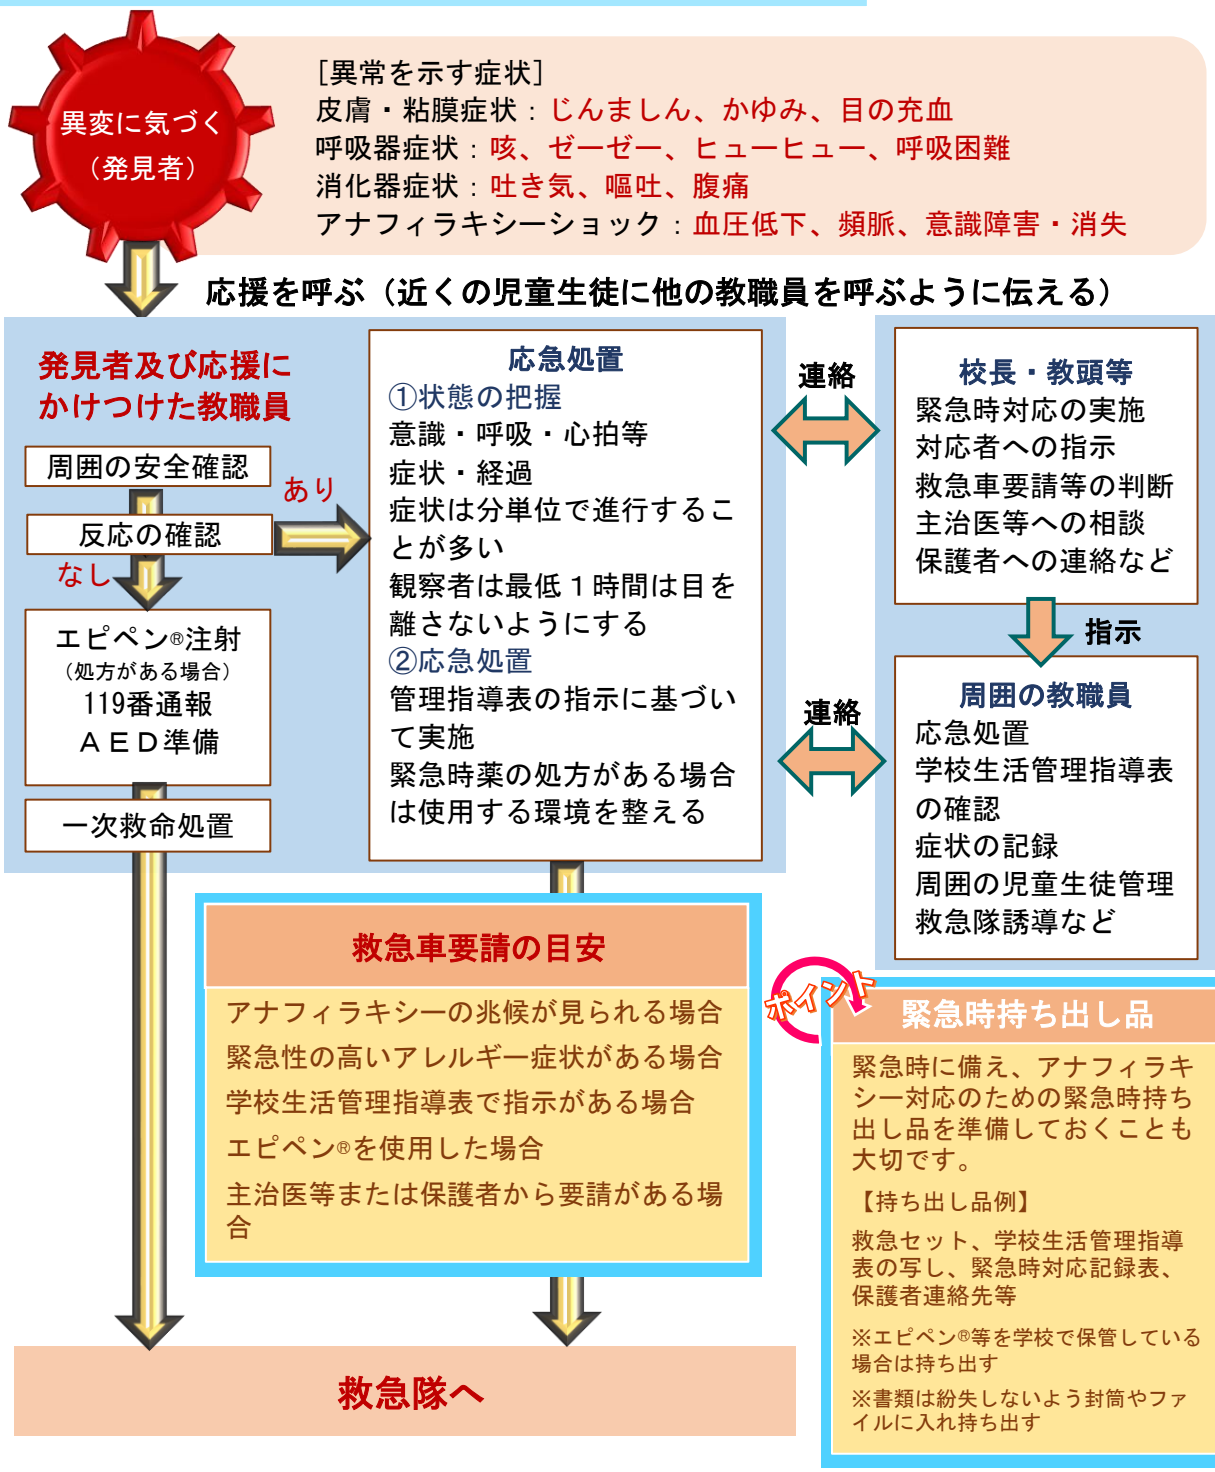 異変に気づく
（発見者）
[異常を示す症状]
皮膚・粘膜症状：じんましん、かゆみ、目の充血
呼吸器症状：咳、ゼーゼー、ヒューヒュー、呼吸困難
消化器症状：吐き気、嘔吐、腹痛
アナフィラキシーショック：血圧低下、頻脈、意識障害・消失
応援を呼ぶ（近くの児童生徒に他の教職員を呼ぶように伝える）
発見者及び応援に
かけつけた教職員
周囲の安全確認
反応の確認
あり
なし
エピペン®注射
（処方がある場合）
119番通報
ＡＥＤ準備
一次救命処置
応急処置
①状態の把握
意識・呼吸・心拍等
症状・経過
症状は分単位で進行するこ
とが多い
観察者は最低１時間は目を
離さないようにする
②応急処置
管理指導表の指示に基づい
て実施
緊急時薬の処方がある場合
は使用する環境を整える
連絡
連絡
校長・教頭等
緊急時対応の実施
対応者への指示
救急車要請等の判断
主治医等への相談
保護者への連絡など
指示
周囲の教職員
応急処置
学校生活管理指導表
の確認
症状の記録
周囲の児童生徒管理
救急隊誘導など
救急車要請の目安
アナフィラキシーの兆候が見られる場合
緊急性の高いアレルギー症状がある場合
学校生活管理指導表で指示がある場合
エピペン®を使用した場合
主治医等または保護者から要請がある場
合
ポイント
緊急時持ち出し品
緊急時に備え、アナフィラキ
シー対応のための緊急時持ち
出し品を準備しておくことも
大切です。
【持ち出し品例】
救急セット、学校生活管理指導
表の写し、緊急時対応記録表、
保護者連絡先等
※エピペン®等を学校で保管している
場合は持ち出す
※書類は紛失しないよう封筒やファ
イルに入れ持ち出す
救急隊へ